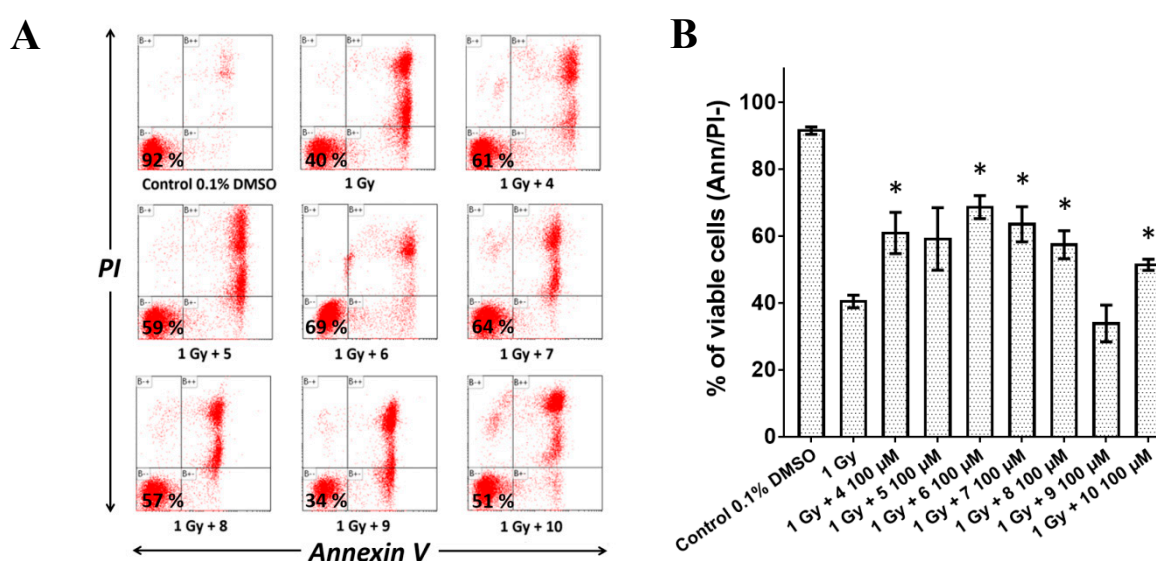 A
B-+ B++
B-- B+-
92 %
Control 0.1% DMSO
B-+ B++
B-- B+-
40 %
1 Gy
B-+ B++
B-- B+-
61 %
1 Gy + 4
B-+ B++
B-- B+-
59 %
1 Gy + 5
B-+ B++
B-- B+-
69 %
1 Gy + 6
B-+ B++
B-- B+-
64 %
1 Gy + 7
B-+ B++
B-- B+-
57 %
1 Gy + 8
B-+ B++
B-- B+-
34 %
1 Gy + 9
B-+ B++
B-- B+-
51 %
1 Gy + 10
PI
Annexin V
B
% of viable cells (Ann/PI-)
100
80
60
40
20
0
* * * * *
Control 0.1% DMSO
1 Gy
1 Gy + 4 100 µM
1 Gy + 5 100 µM
1 Gy + 6 100 µM
1 Gy + 7 100 µM
1 Gy + 8 100 µM
1 Gy + 9 100 µM
1 Gy + 10 100 µM